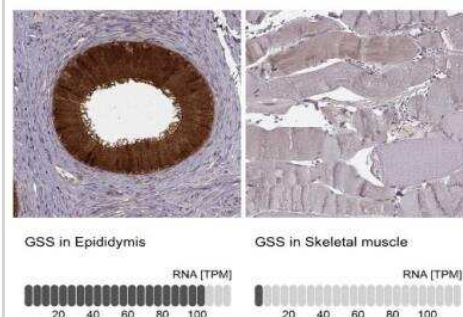 GSS in Epididymis
GSS in Skeletal muscle
RNA [TPM]
RNA [TPM]
20 40 60 80 100
20 40 60 80 100 120